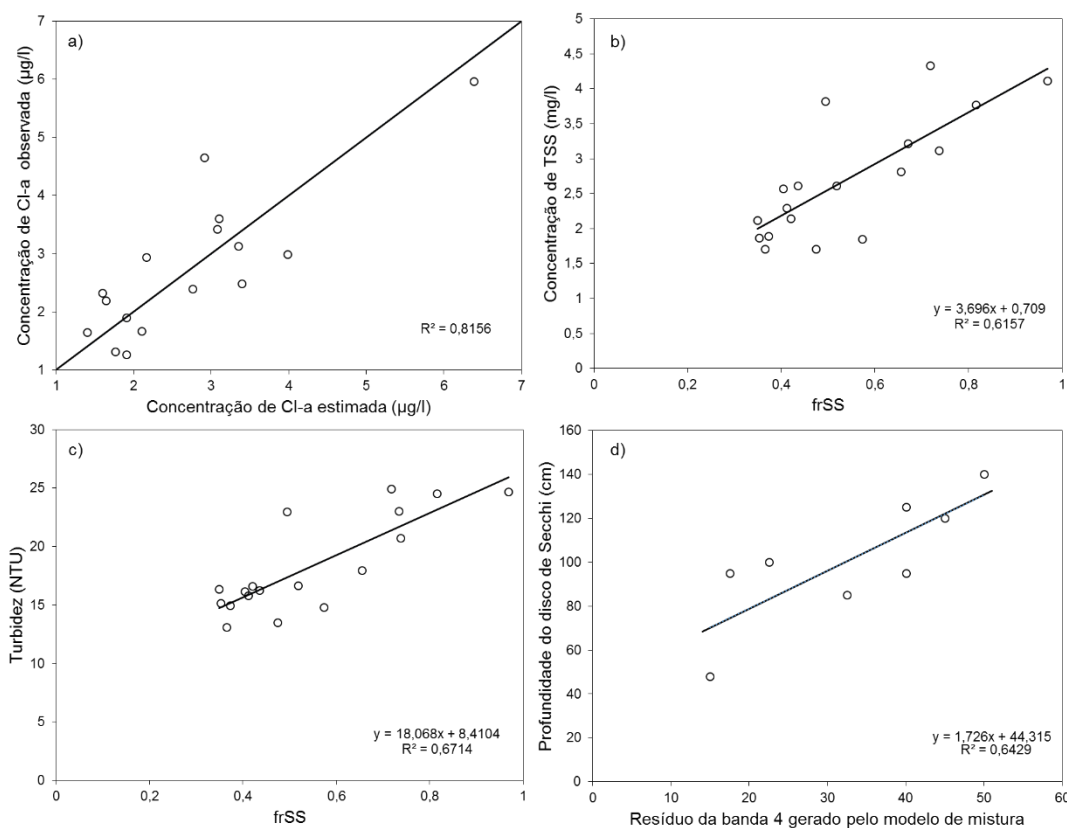 a)
Concentração de Cl-a observada (µg/l)
7
6
5
4
3
2
1
R² = 0,8156
1 2 3 4 5 6 7
Concentração de Cl-a estimada (µg/l)
b)
Concentração de TSS (mg/l)
5
4,5
4
3,5
3
2,5
2
1,5
1
0,5
0
y = 3,696x + 0,709
R² = 0,6157
0 0,2 0,4 0,6 0,8 1
frSS
c)
Turbidez (NTU)
30
25
20
15
10
5
0
y = 18,068x + 8,4104
R² = 0,6714
0 0,2 0,4 0,6 0,8 1
frSS
d)
Profundidade do disco de Secchi (cm)
160
140
120
100
80
60
40
20
0
y = 1,726x + 44,315
R² = 0,6429
0 10 20 30 40 50 60
Resíduo da banda 4 gerado pelo modelo de mistura